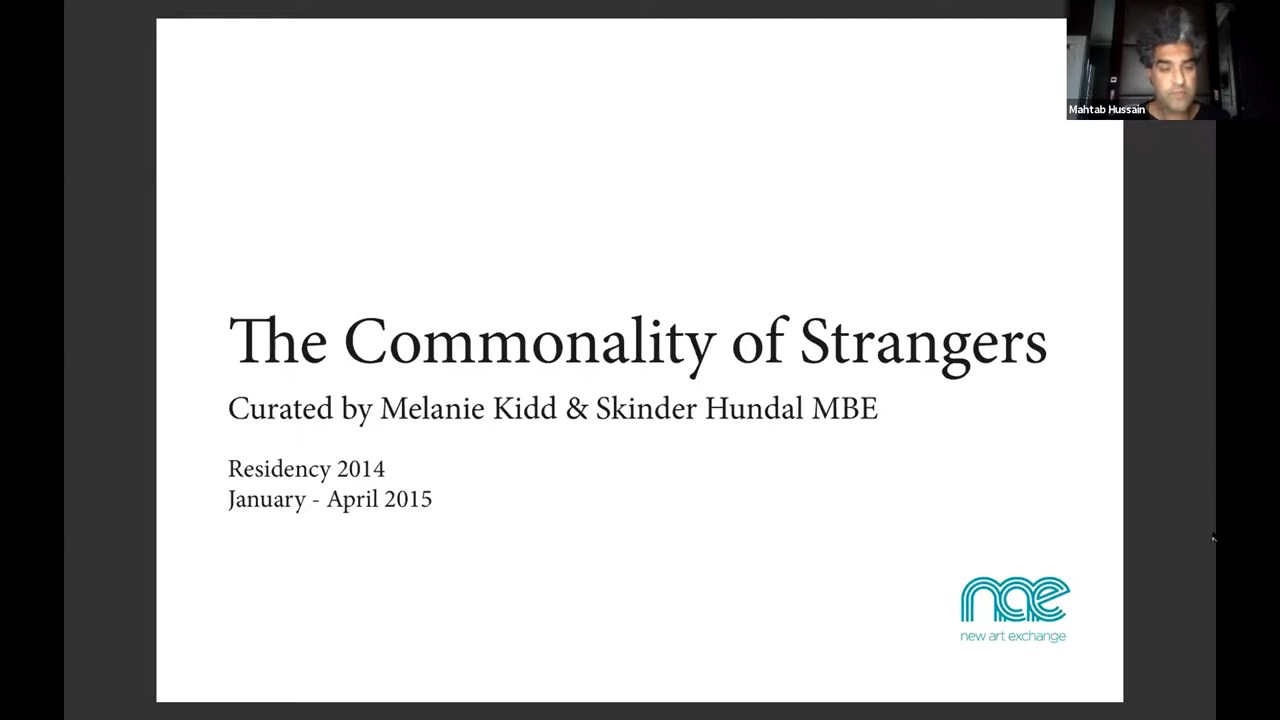 Mahtab Hussain
The Commonality of Strangers
Curated by Melanie Kidd & Skinder Hundal MBE
Residency 2014
January - April 2015
nae
new art exchange